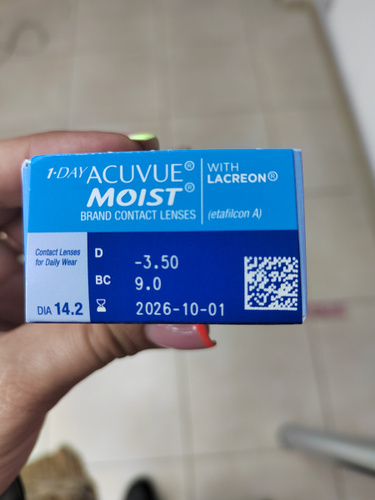 1·DAY ACUVUE® WITH
MOIST® LACREON®
BRAND CONTACT LENSES (etafilcon A)
Contact Lenses
for Daily Wear
D -3.50
BC 9.0
2026-10-01
DIA 14.2